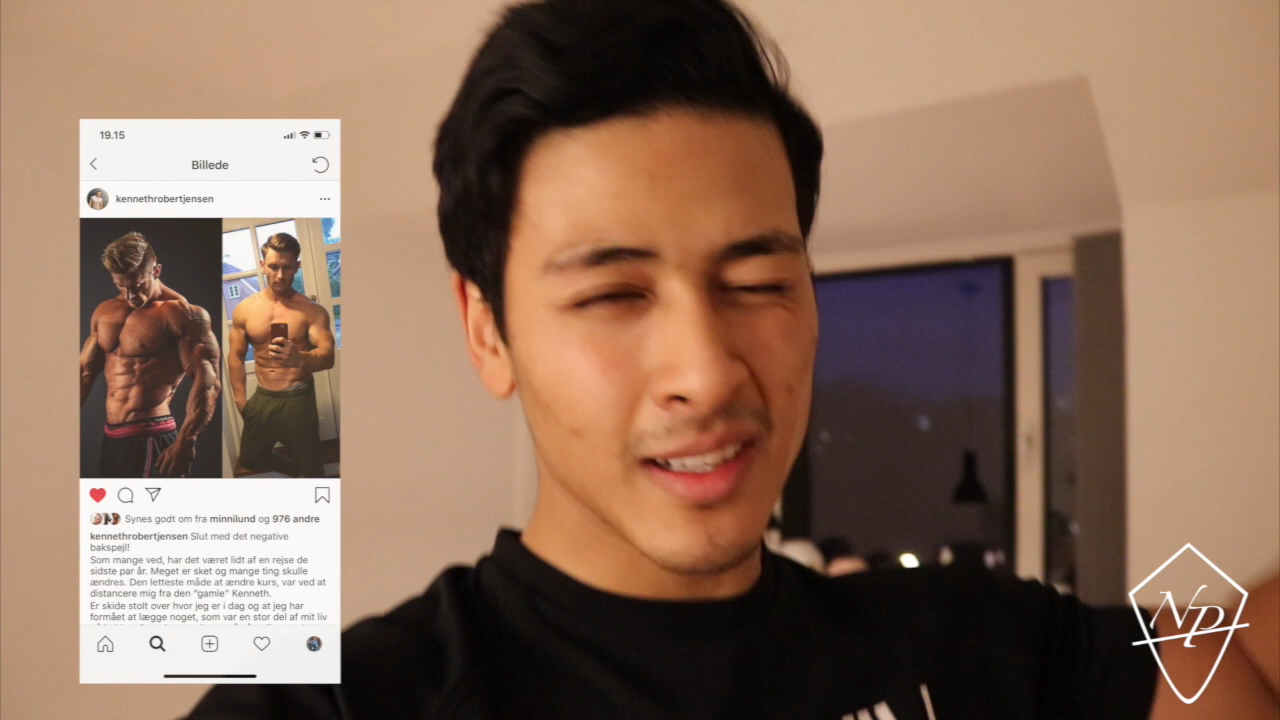 19.15
Billede
kennethrobertjensen
Synes godt om fra minnilund og 976 andre
kennethrobertjensen Slut med det negative
bakspejl!
Som mange ved, har det været lidt af en rejse de
sidste par år. Meget er sket og mange ting skulle
ændres. Den letteste måde at ændre kurs, var ved at
distancere mig fra den "gamle" Kenneth.
Er skide stolt over hvor jeg er i dag og at jeg har
formået at lægge noget, som var en stor del af mit liv
NP